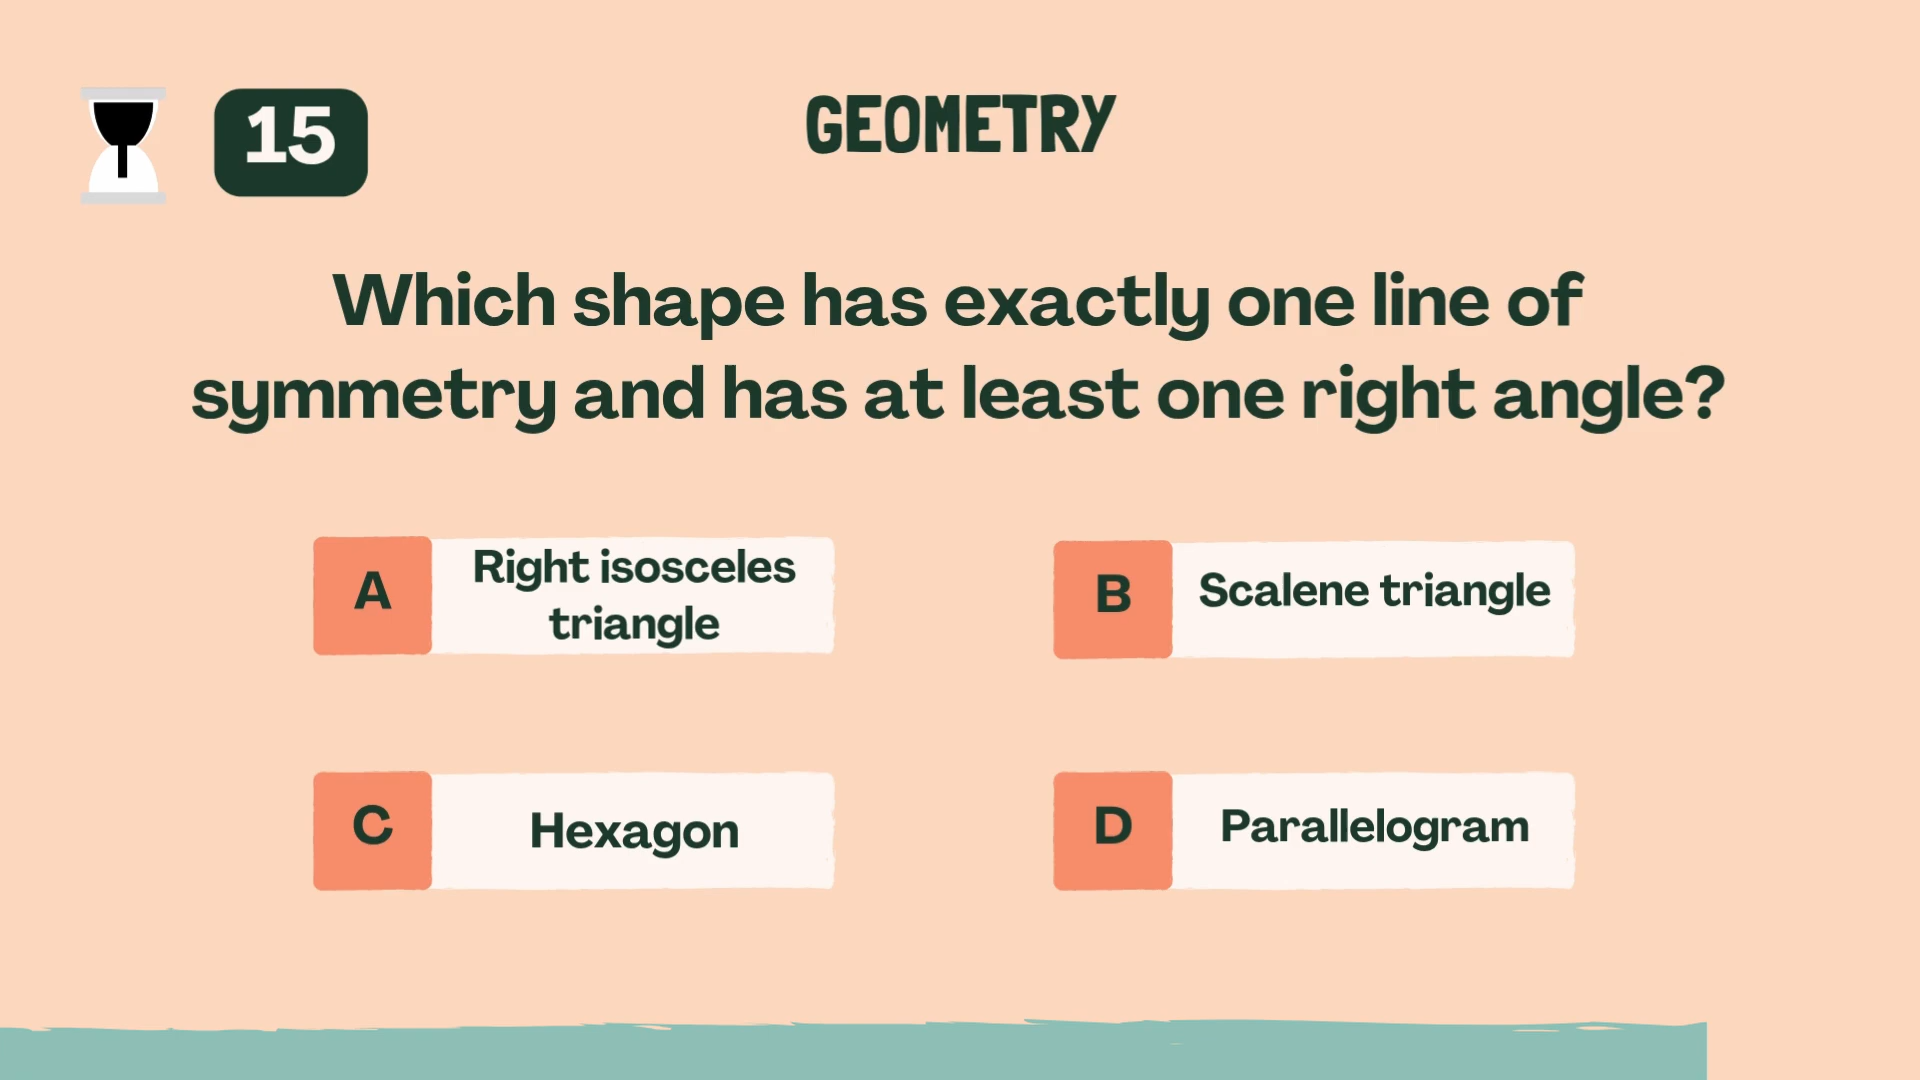 15
GEOMETRY
Which shape has exactly one line of
symmetry and has at least one right angle?
A
Right isosceles
triangle
B
Scalene triangle
C
Hexagon
D
Parallelogram